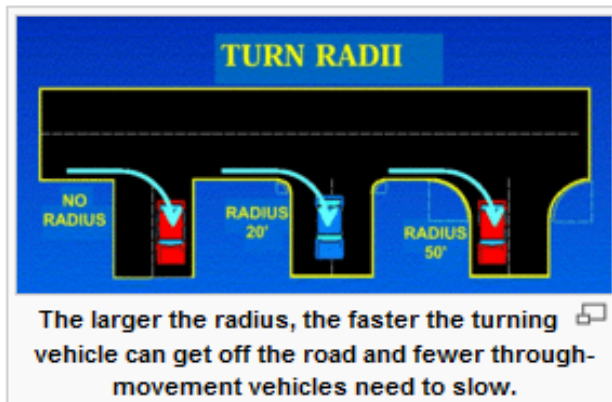 TURN RADII
NO
RADIUS
RADIUS
20'
RADIUS
50'
The larger the radius, the faster the turning
vehicle can get off the road and fewer through-
movement vehicles need to slow.